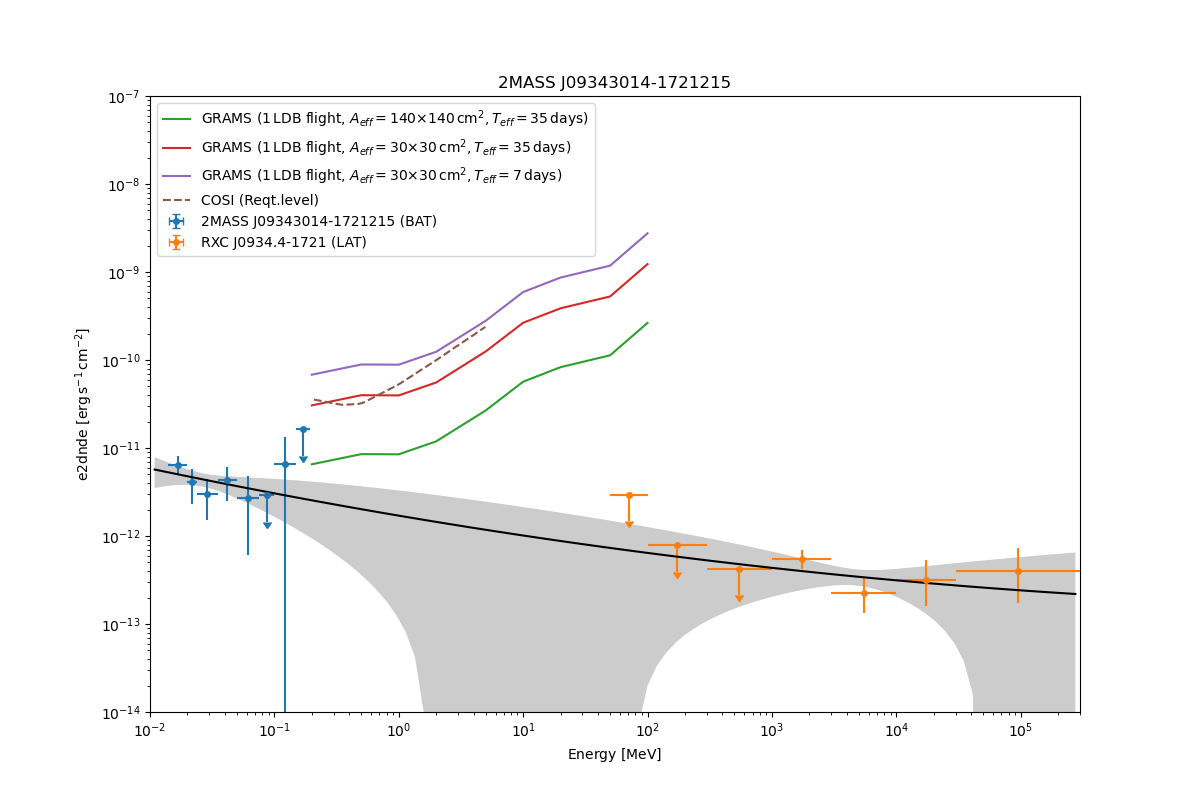 2MASS J09343014-1721215
GRAMS (1 LDB flight, A_eff = 140×140 cm², T_eff = 35 days)
GRAMS (1 LDB flight, A_eff = 30×30 cm², T_eff = 35 days)
GRAMS (1 LDB flight, A_eff = 30×30 cm², T_eff = 7 days)
COSI (Reqt.level)
2MASS J09343014-1721215 (BAT)
RXC J0934.4-1721 (LAT)
10⁻⁷
10⁻⁸
10⁻⁹
10⁻¹⁰
10⁻¹¹
10⁻¹²
10⁻¹³
10⁻¹⁴
e2dnde [erg s⁻¹ cm⁻²]
10⁻² 10⁻¹ 10⁰ 10¹ 10² 10³ 10⁴ 10⁵
Energy [MeV]